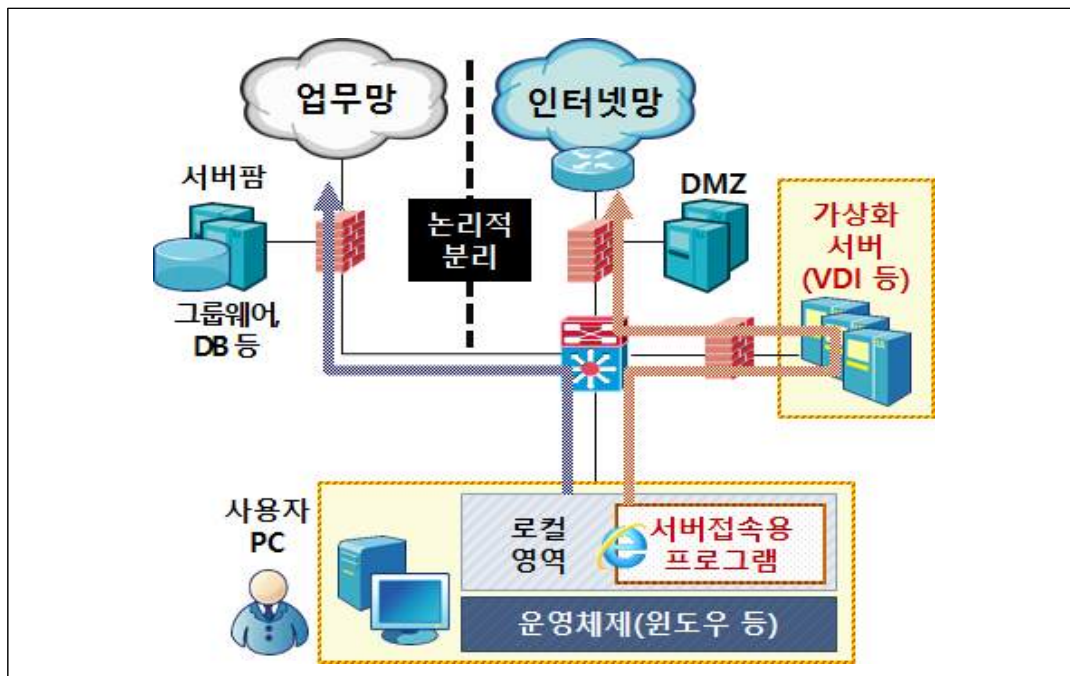 업무망
인터넷망
서버팜
DMZ
가상화
서버
(VDI 등)
논리적
분리
그룹웨어,
DB 등
사용자
PC
로컬
영역
서버접속용
프로그램
운영체제(윈도우 등)